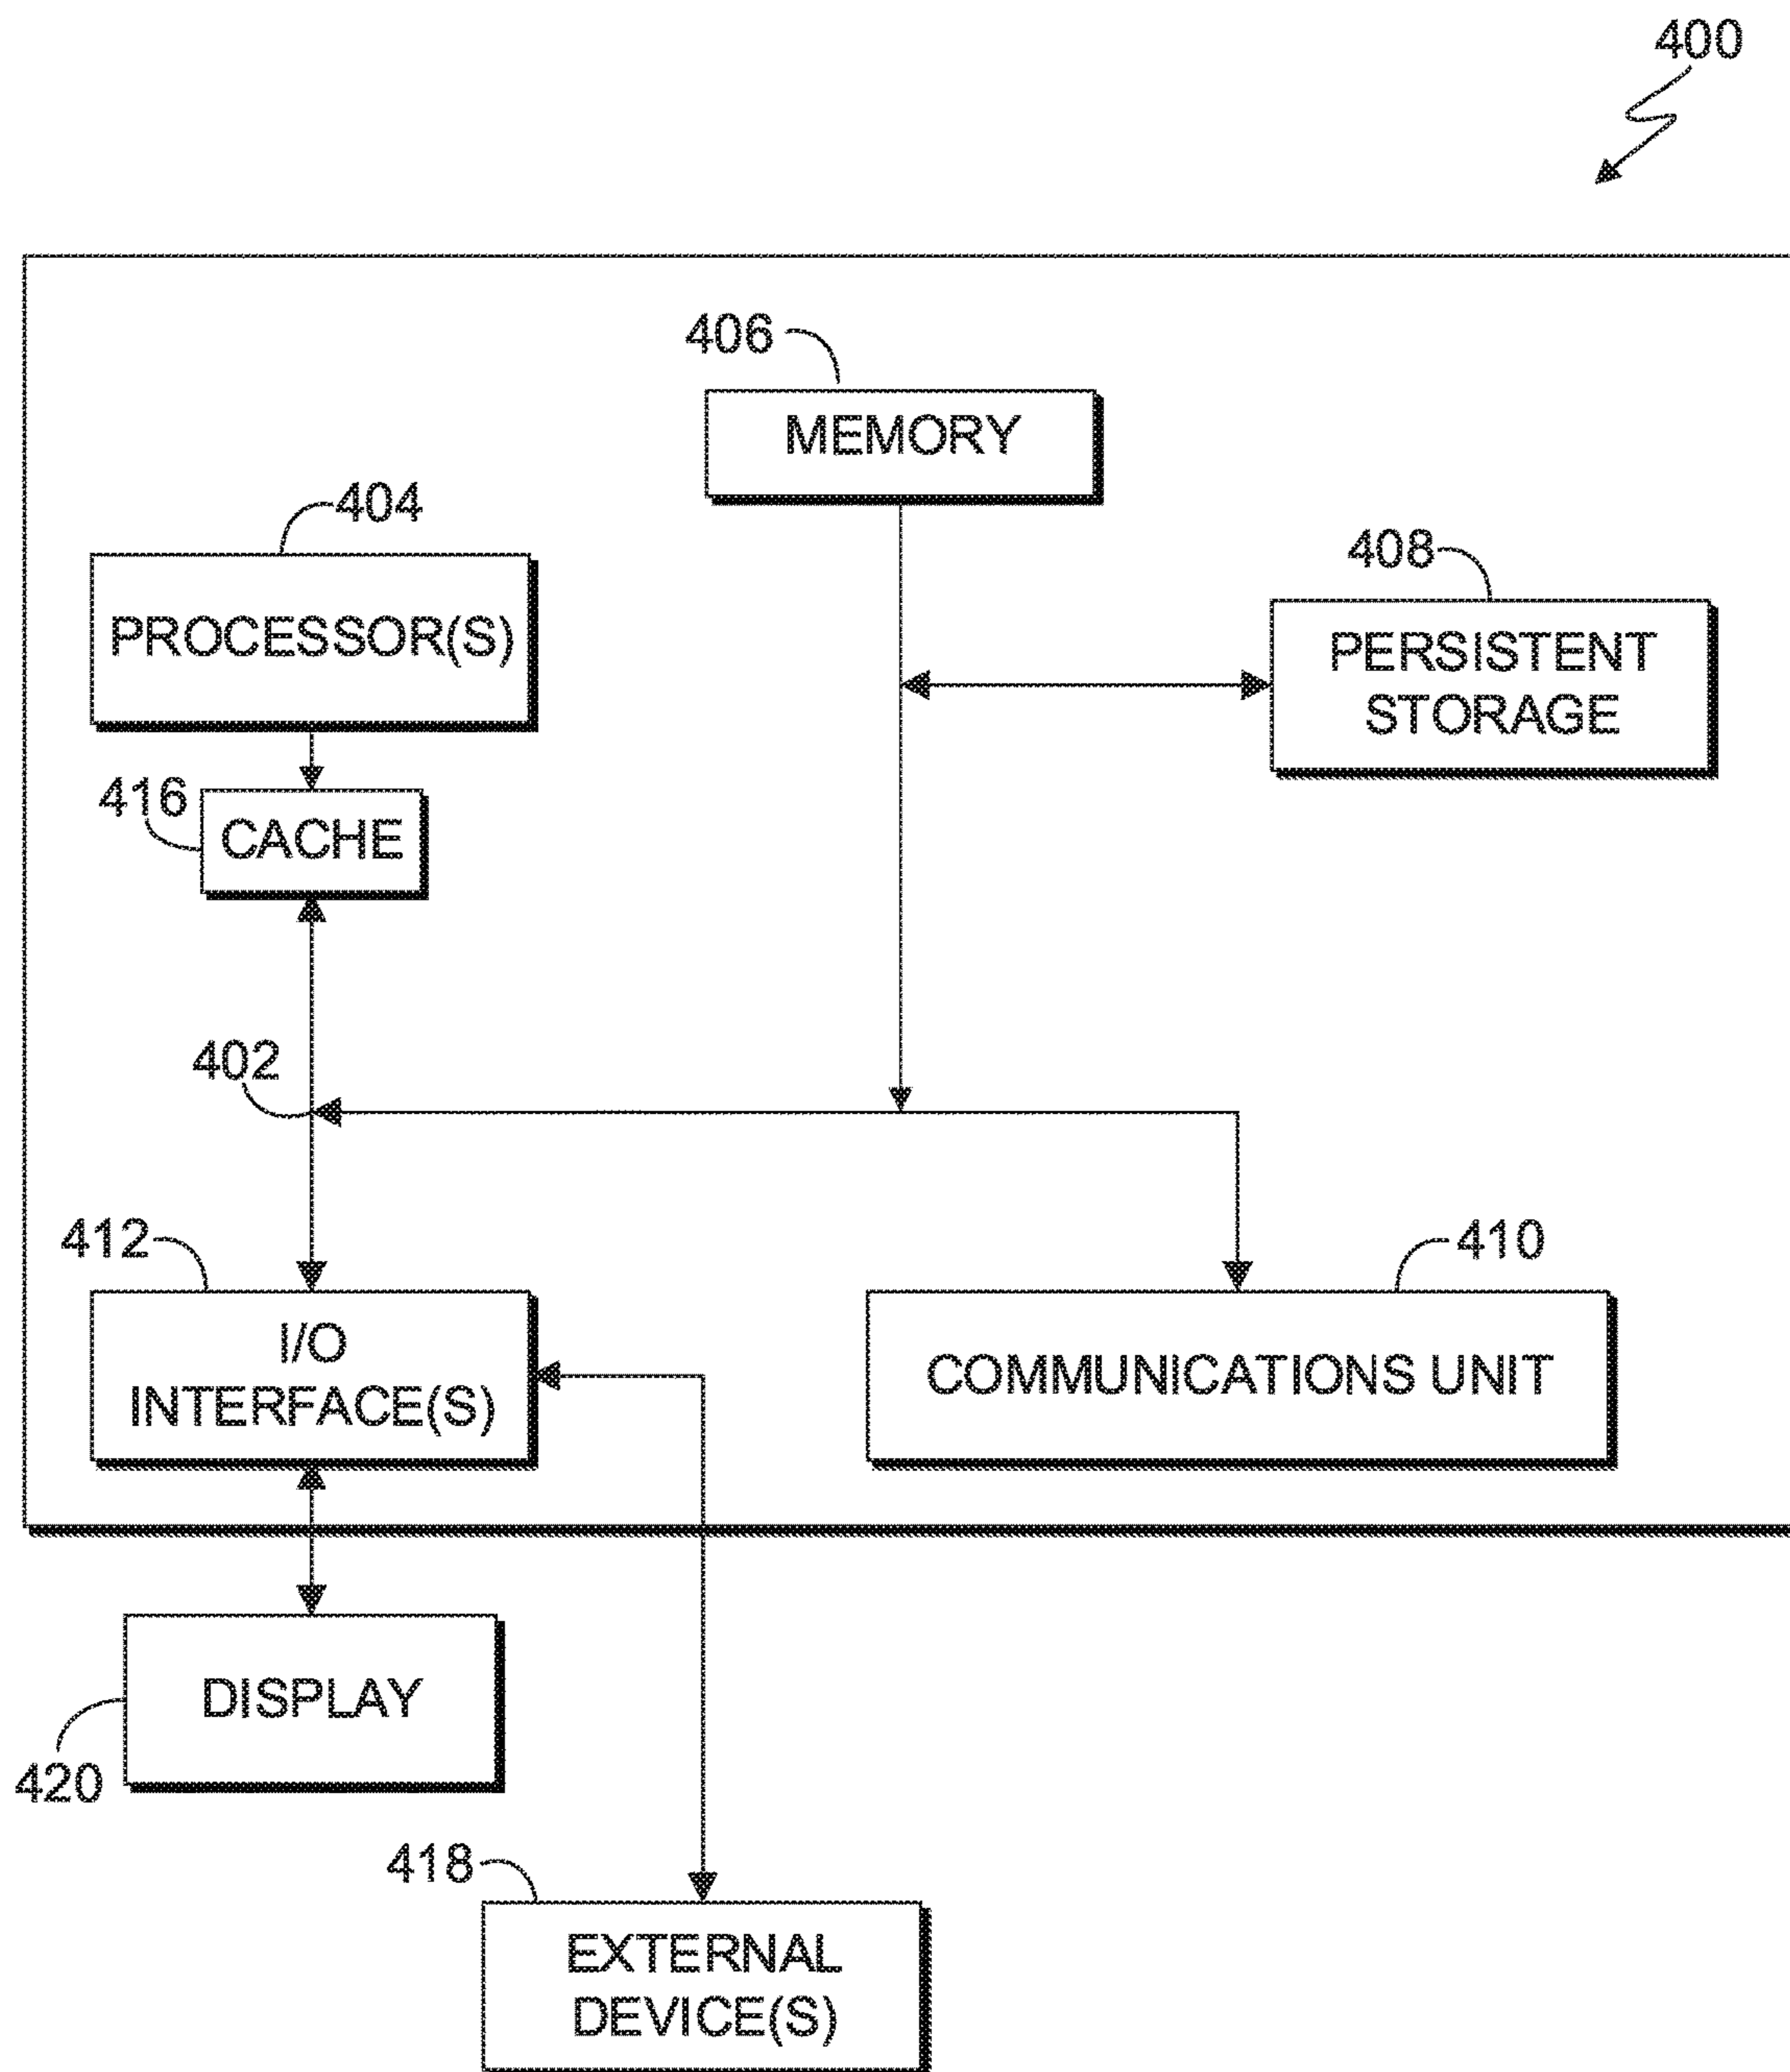 400
406
MEMORY
404
PROCESSOR(S)
408
PERSISTENT
STORAGE
416
CACHE
402
412
I/O
INTERFACE(S)
410
COMMUNICATIONS UNIT
DISPLAY
420
418
EXTERNAL
DEVICE(S)